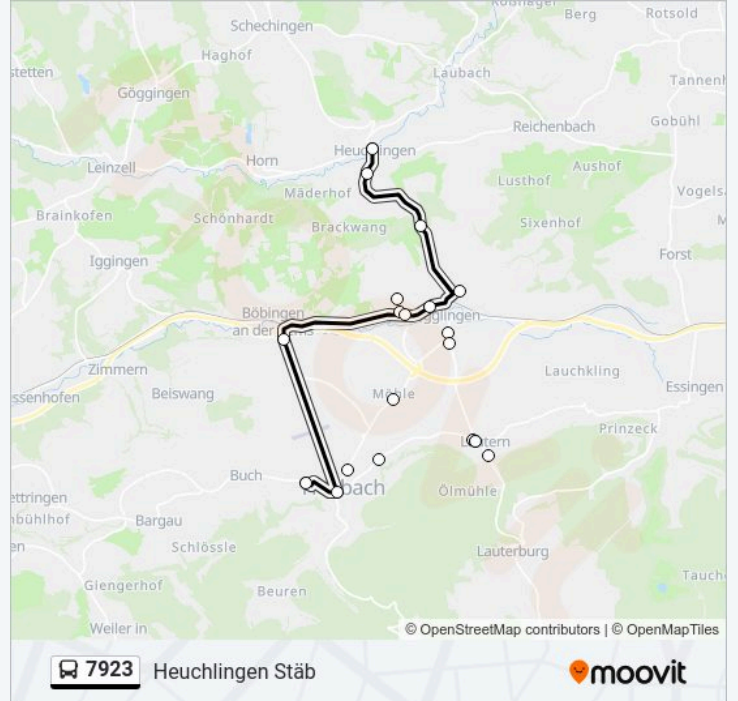 Schechingen
Berg
Rotsold
Haghof
Laubach
Göggingen
Reichenbach
Gobühl
Heuchlingen
Leinzell
Horn
Aushof
Lusthof
Mäderhof
Brainkofen
Schönhardt
Sixenhof
Brackwang
Forst
Iggingen
Böbingen
an der Rems
Zimmern
Lauchkling
Beiswang
Mühle
Essingen
Prinzeck
Lautern
Buch
Ölmühle
Bargau
Schlössle
Lauterburg
Giengerhof
Beuren
Weiler in
© OpenStreetMap contributors | © OpenMapTiles
7923 Heuchlingen Stäb
moovit